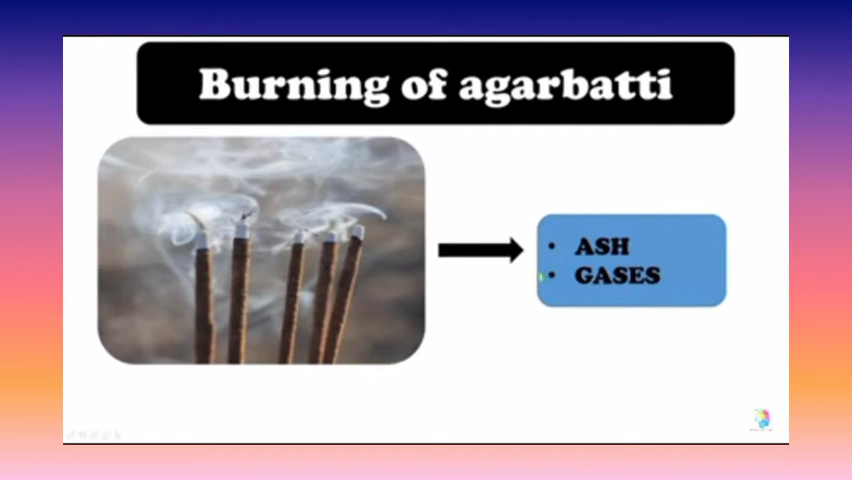 Burning of agarbatti
• ASH
• GASES